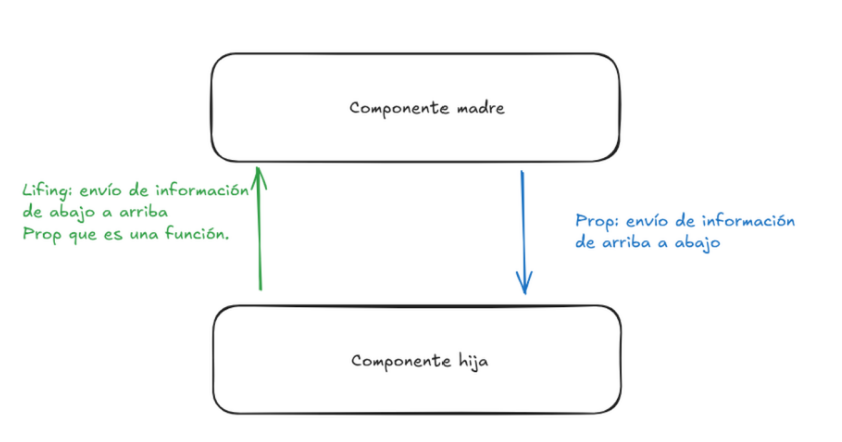 Componente madre
Lifing: envío de información
de abajo a arriba
Prop que es una función.
Prop: envío de información
de arriba a abajo
Componente hija